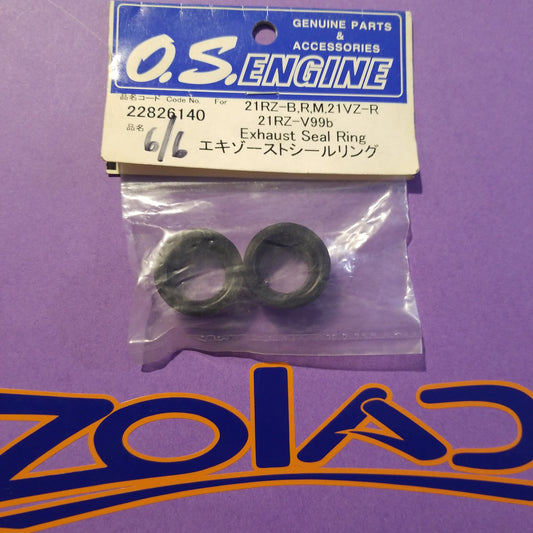 GENUINE PARTS
&
ACCESSORIES
O.S.ENGINE
品名コード Code No. For 21RZ-B,R,M,21VZ-R
22826140 21RZ-V99b
品名 Exhaust Seal Ring
6/6 エキゾーストシールリング